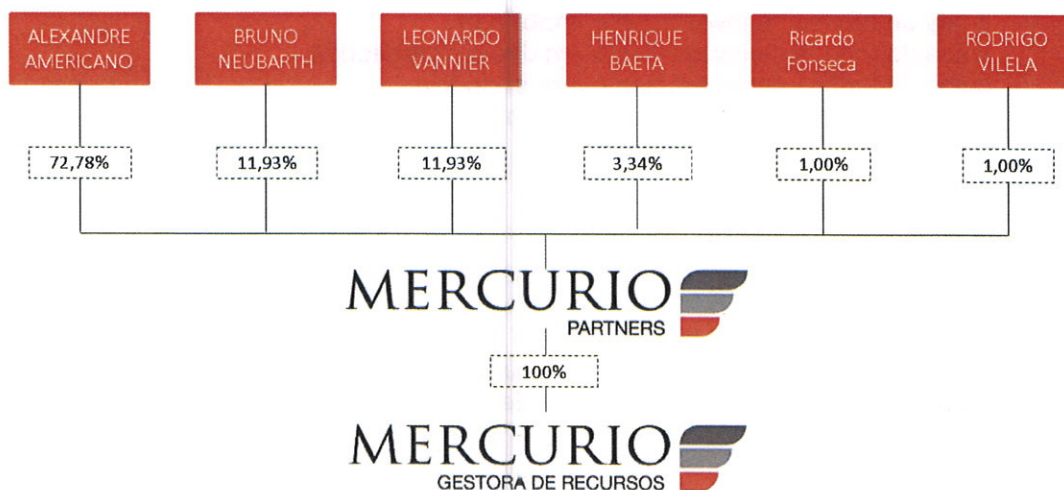 ALEXANDRE
AMERICANO
BRUNO
NEUBARTH
LEONARDO
VANNIER
HENRIQUE
BAETA
Ricardo
Fonseca
RODRIGO
VILELA
72,78%
11,93%
11,93%
3,34%
1,00%
1,00%
MERCURIO
PARTNERS
100%
MERCURIO
GESTORA DE RECURSOS